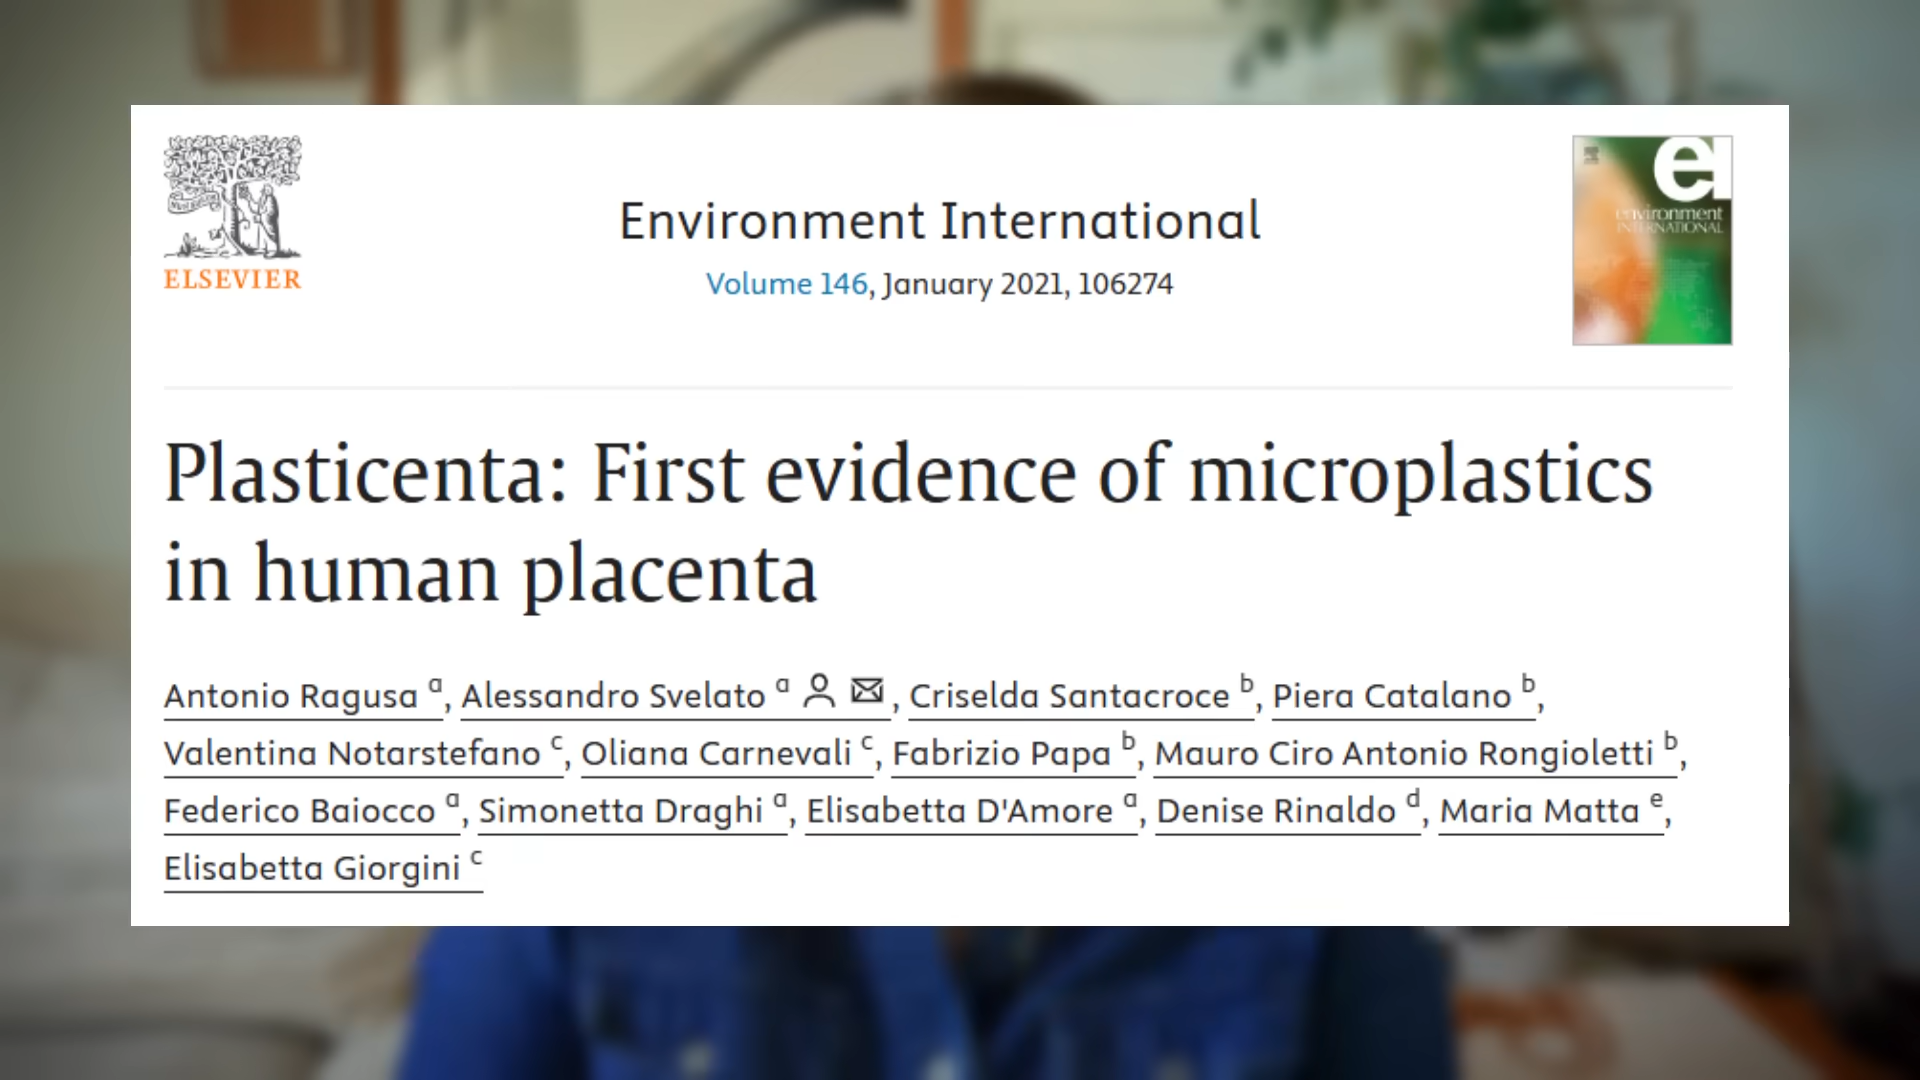 ELSEVIER
Environment International
Volume 146, January 2021, 106274
ei
environment
INTERNATIONAL
Plasticenta: First evidence of microplastics
in human placenta
Antonio Ragusa a, Alessandro Svelato a, Criselda Santacroce b, Piera Catalano b,
Valentina Notarstefano c, Oliana Carnevali c, Fabrizio Papa b, Mauro Ciro Antonio Rongioletti b,
Federico Baiocco a, Simonetta Draghi a, Elisabetta D'Amore a, Denise Rinaldo d, Maria Matta e,
Elisabetta Giorgini c